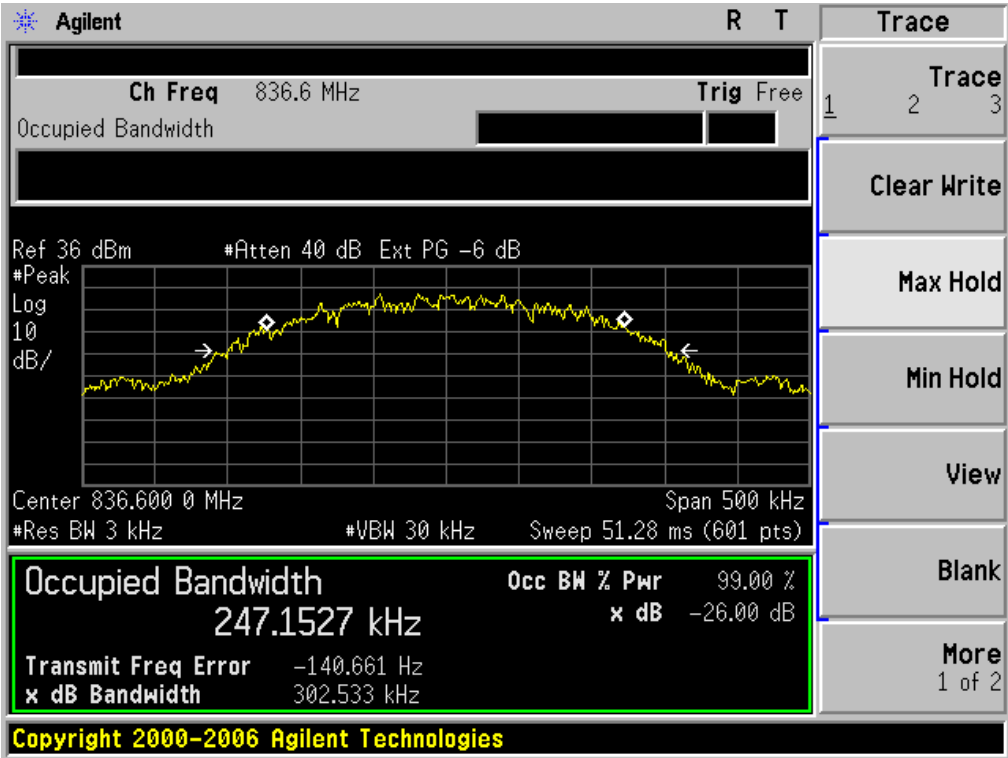 Agilent R T
Ch Freq 836.6 MHz Trig Free
Occupied Bandwidth
Ref 36 dBm #Atten 40 dB Ext PG -6 dB
#Peak
Log
10
dB/
Center 836.600 0 MHz Span 500 kHz
#Res BW 3 kHz #VBW 30 kHz Sweep 51.28 ms (601 pts)
Occupied Bandwidth Occ BW % Pwr 99.00 %
247.1527 kHz x dB -26.00 dB
Transmit Freq Error -140.661 Hz
x dB Bandwidth 302.533 kHz
Copyright 2000-2006 Agilent Technologies
Trace
Trace
1 2 3
Clear Write
Max Hold
Min Hold
View
Blank
More
1 of 2